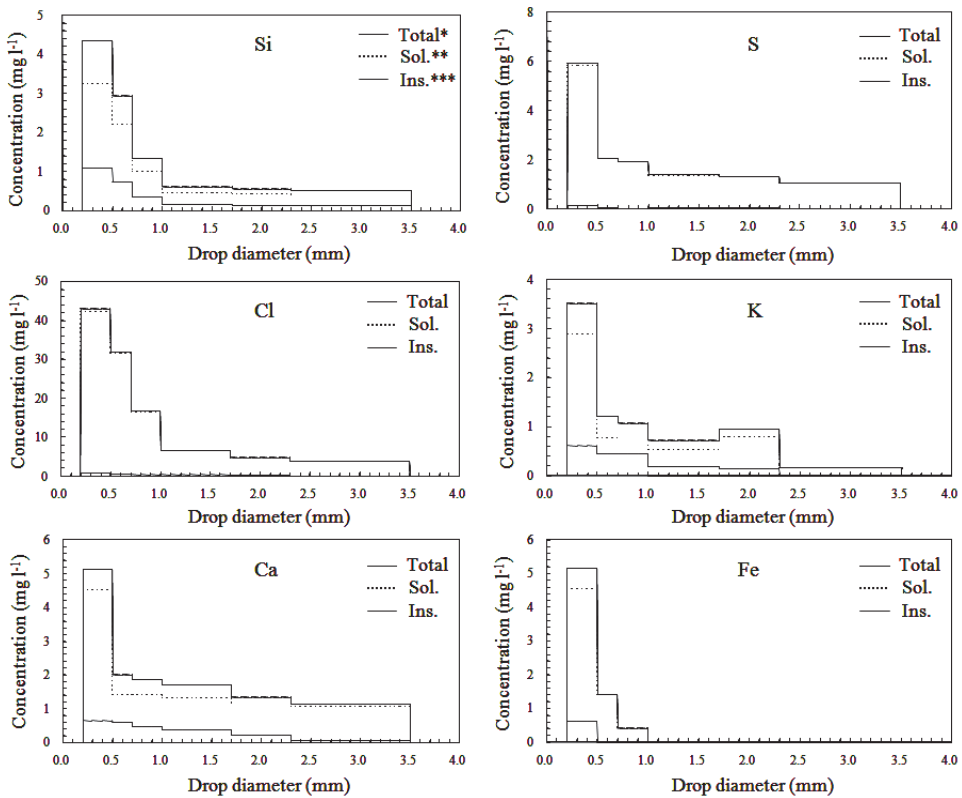 Si
Total*
Sol.**
Ins.***
Concentration (mg l-1)
5
4
3
2
1
0
0.0 0.5 1.0 1.5 2.0 2.5 3.0 3.5 4.0
Drop diameter (mm)
S
Total
Sol.
Ins.
Concentration (mg l-1)
8
6
4
2
0
0.0 0.5 1.0 1.5 2.0 2.5 3.0 3.5 4.0
Drop diameter (mm)
Cl
Total
Sol.
Ins.
Concentration (mg l-1)
50
40
30
20
10
0
0.0 0.5 1.0 1.5 2.0 2.5 3.0 3.5 4.0
Drop diameter (mm)
K
Total
Sol.
Ins.
Concentration (mg l-1)
4
3
2
1
0
0.0 0.5 1.0 1.5 2.0 2.5 3.0 3.5 4.0
Drop diameter (mm)
Ca
Total
Sol.
Ins.
Concentration (mg l-1)
6
5
4
3
2
1
0
0.0 0.5 1.0 1.5 2.0 2.5 3.0 3.5 4.0
Drop diameter (mm)
Fe
Total
Sol.
Ins.
Concentration (mg l-1)
6
5
4
3
2
1
0
0.0 0.5 1.0 1.5 2.0 2.5 3.0 3.5 4.0
Drop diameter (mm)